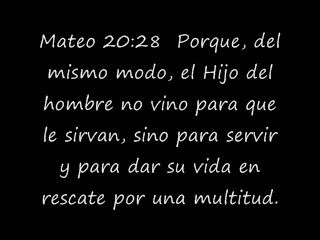 Mateo 20:28  Porque, del
mismo modo, el Hijo del
hombre no vino para que
le sirvan, sino para servir
y para dar su vida en
rescate por una multitud.